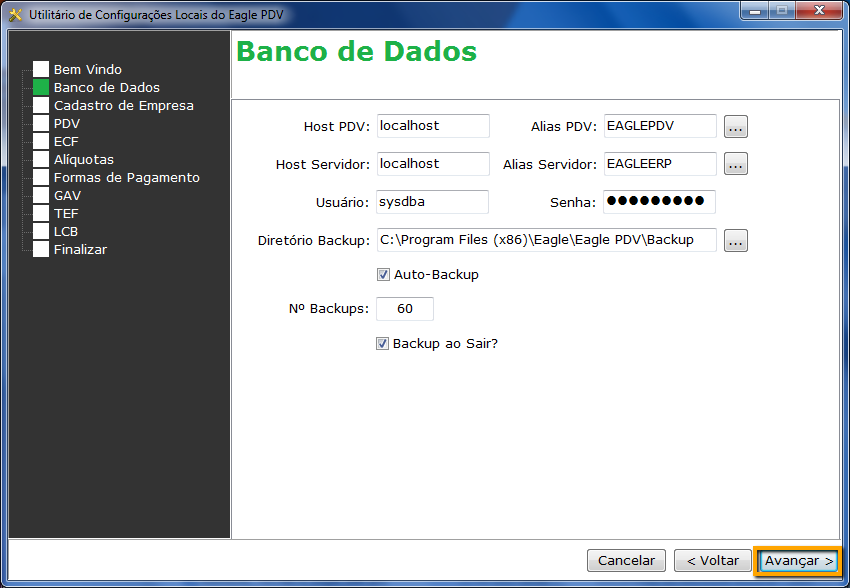 Utilitário de Configurações Locais do Eagle PDV
Bem Vindo
Banco de Dados
Cadastro de Empresa
PDV
ECF
Alíquotas
Formas de Pagamento
GAV
TEF
LCB
Finalizar
Banco de Dados
Host PDV: localhost Alias PDV: EAGLEPDV ...
Host Servidor: localhost Alias Servidor: EAGLEERP ...
Usuário: sysdba Senha: ●●●●●●●●●
Diretório Backup: C:\Program Files (x86)\Eagle\Eagle PDV\Backup ...
Auto-Backup
Nº Backups: 60
Backup ao Sair?
Cancelar < Voltar Avançar >